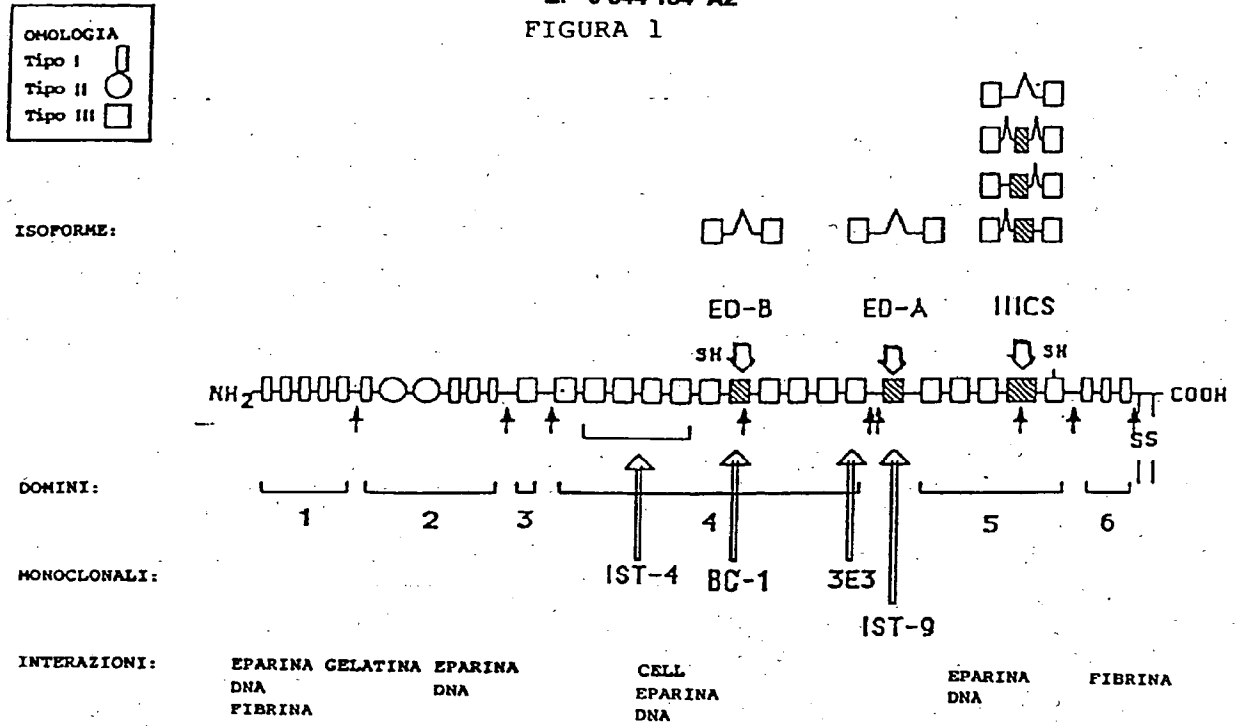 FIGURA 1
OMOLOGIA
Tipo I
Tipo II
Tipo III
ISOFORME:
ED-B ED-A IIICS
SH SH
NH2 COOH
SS
DOMINI:
1 2 3 4 5 6
MONOCLONALI:
IST-4 BC-1 3E3
IST-9
INTERAZIONI:
EPARINA GELATINA EPARINA CELL EPARINA FIBRINA
DNA DNA EPARINA DNA
FIBRINA DNA